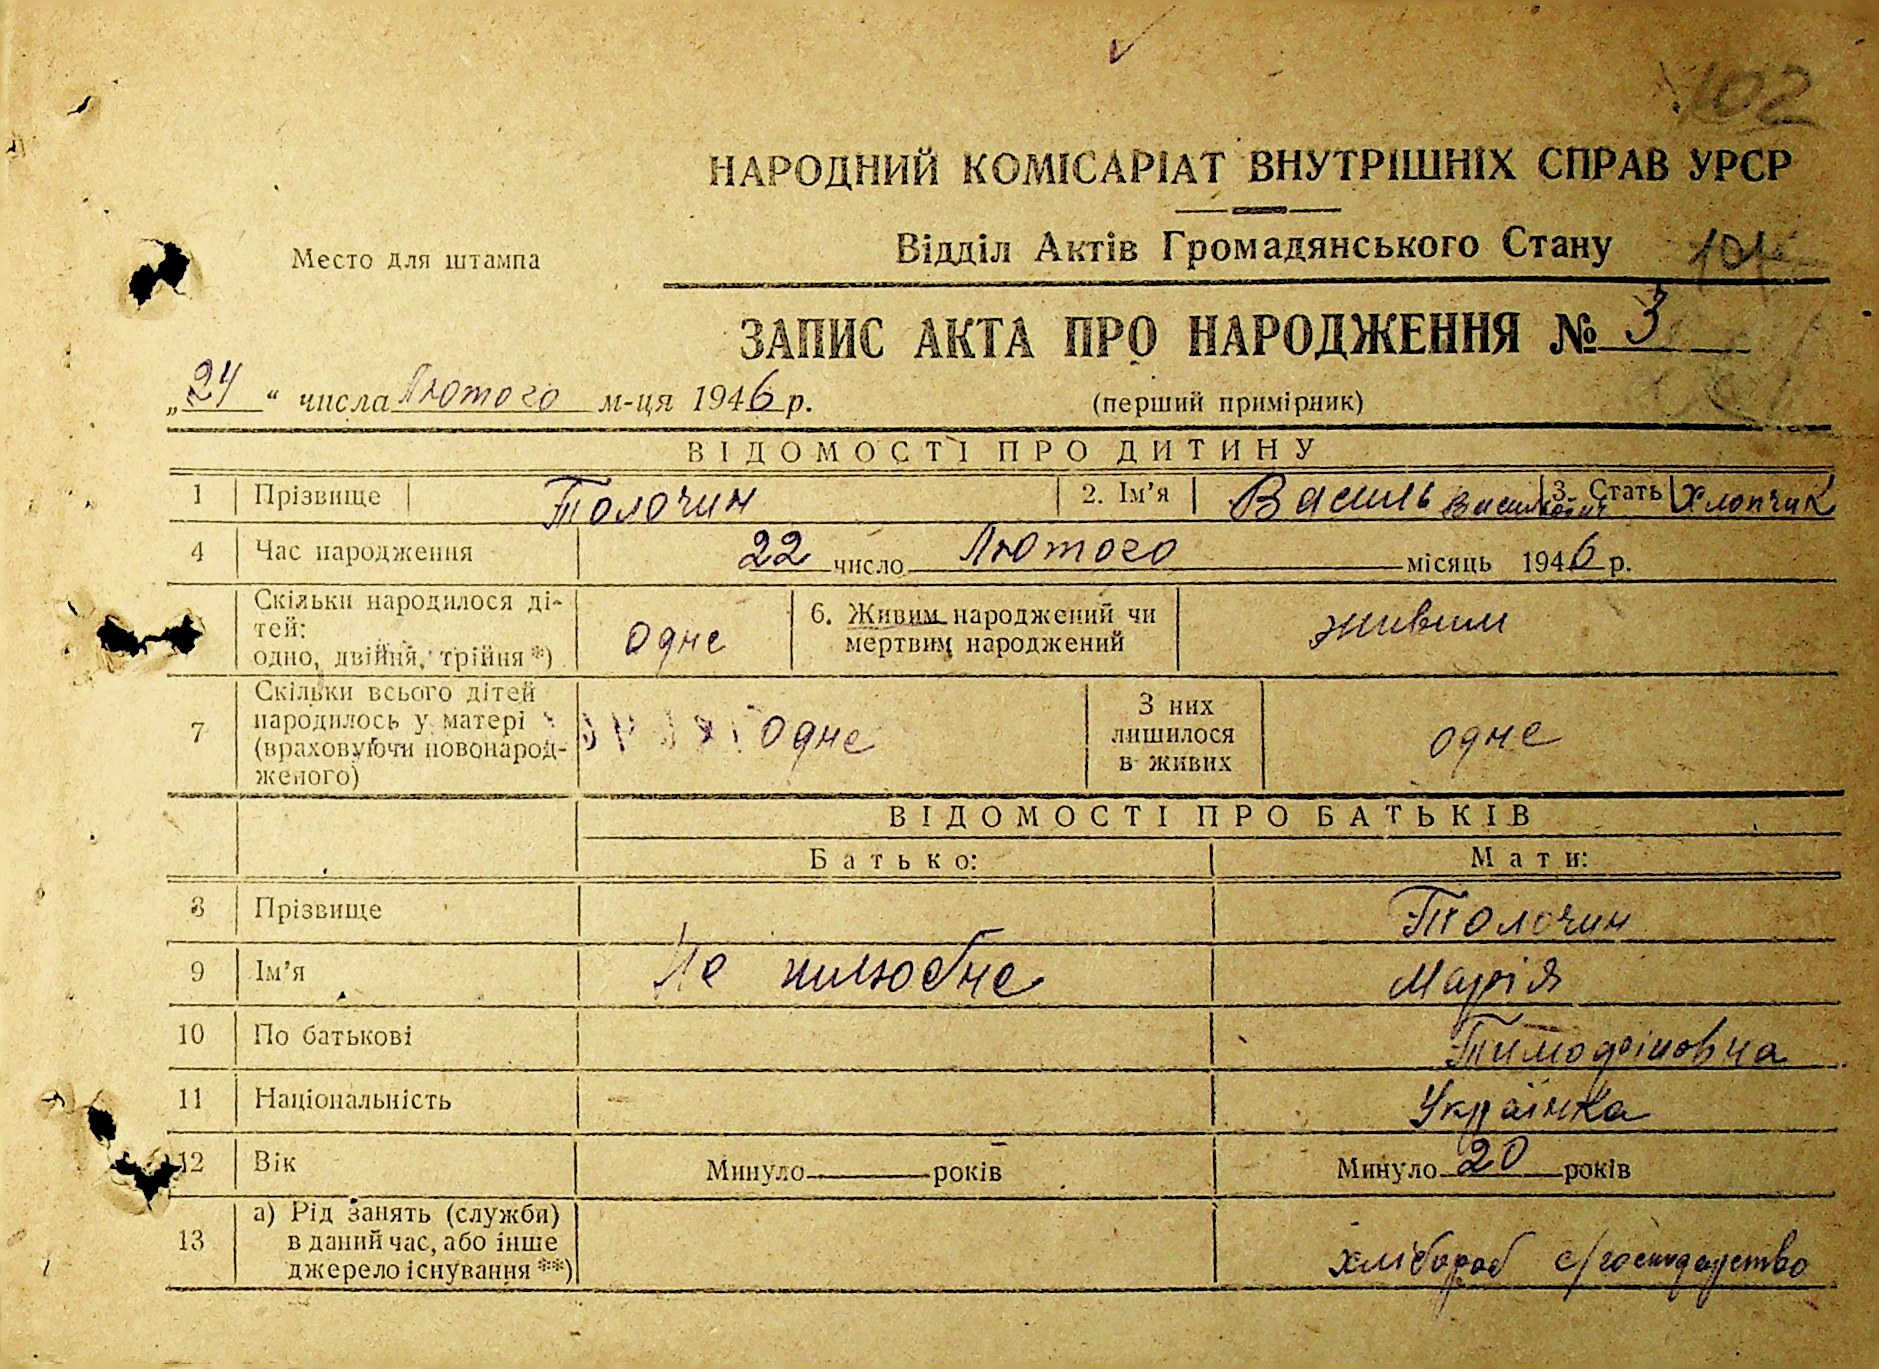 102
НАРОДНИЙ КОМІСАРІАТ ВНУТРІШНІХ СПРАВ УРСР
Место для штампа
Відділ Актів Громадянського Стану
ЗАПИС АКТА ПРО НАРОДЖЕННЯ № 3
„24“ числа Лютого м-ця 1946 р.
(перший примірник)
ВІДОМОСТІ ПРО ДИТИНУ
1 Прізвище Толочин 2. Ім’я Василь Васильович 3. Стать Хлопчик
4 Час народження 22 число Лютого місяць 1946 р.
Скільки народилося ді-
тей:
одно, двійня, трійня*) Одне 6. Живим народжений чи
мертвим народжений живим
7 Скільки всього дітей
народилось у матері
(враховуючи новонарод-
женого) Одне
З них
лишилося
в живих одне
ВІДОМОСТІ ПРО БАТЬКІВ
Батько: Мати:
8 Прізвище Толочин
9 Ім’я Не Марія
10 По батькові
11 Національність Українка
12 Вік Минуло років Минуло 20 років
13 а) Рід занять (служби)
в даний час, або інше
джерело існування**) хлібороб с/господарство